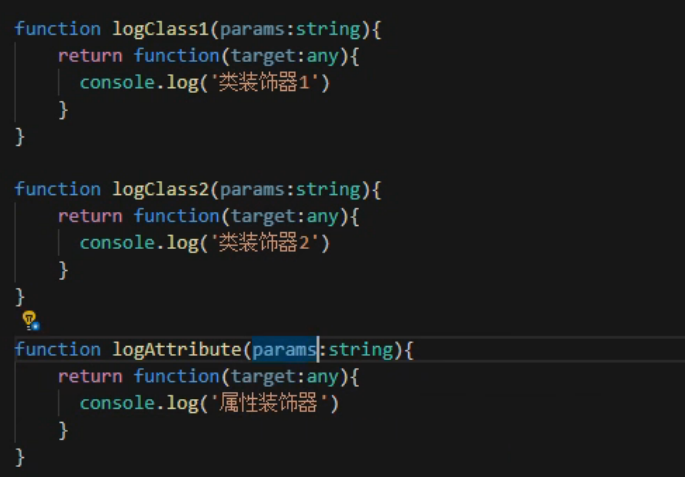 function logClass1(params:string){
    return function(target:any){
      console.log('类装饰器1')
    }
}
function logClass2(params:string){
    return function(target:any){
      console.log('类装饰器2')
    }
}
function logAttribute(params:string){
    return function(target:any){
      console.log('属性装饰器')
    }
}